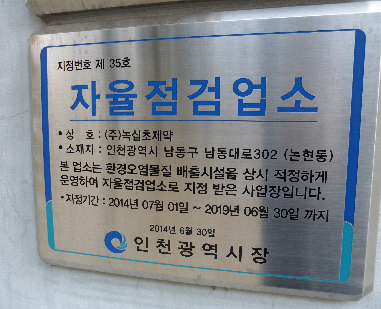 지정번호 제 35호
자율점검업소
• 상 호 : (주)녹십초제약
• 소재지 : 인천광역시 남동구 남동대로302 (논현동)
본 업소는 환경오염물질 배출시설을 상시 적정하게
운영하여 자율점검업소로 지정 받은 사업장입니다.
• 지정기간 : 2014년 07월 01일 ~ 2019년 06월 30일 까지
2014년 6월 30일
인천광역시장